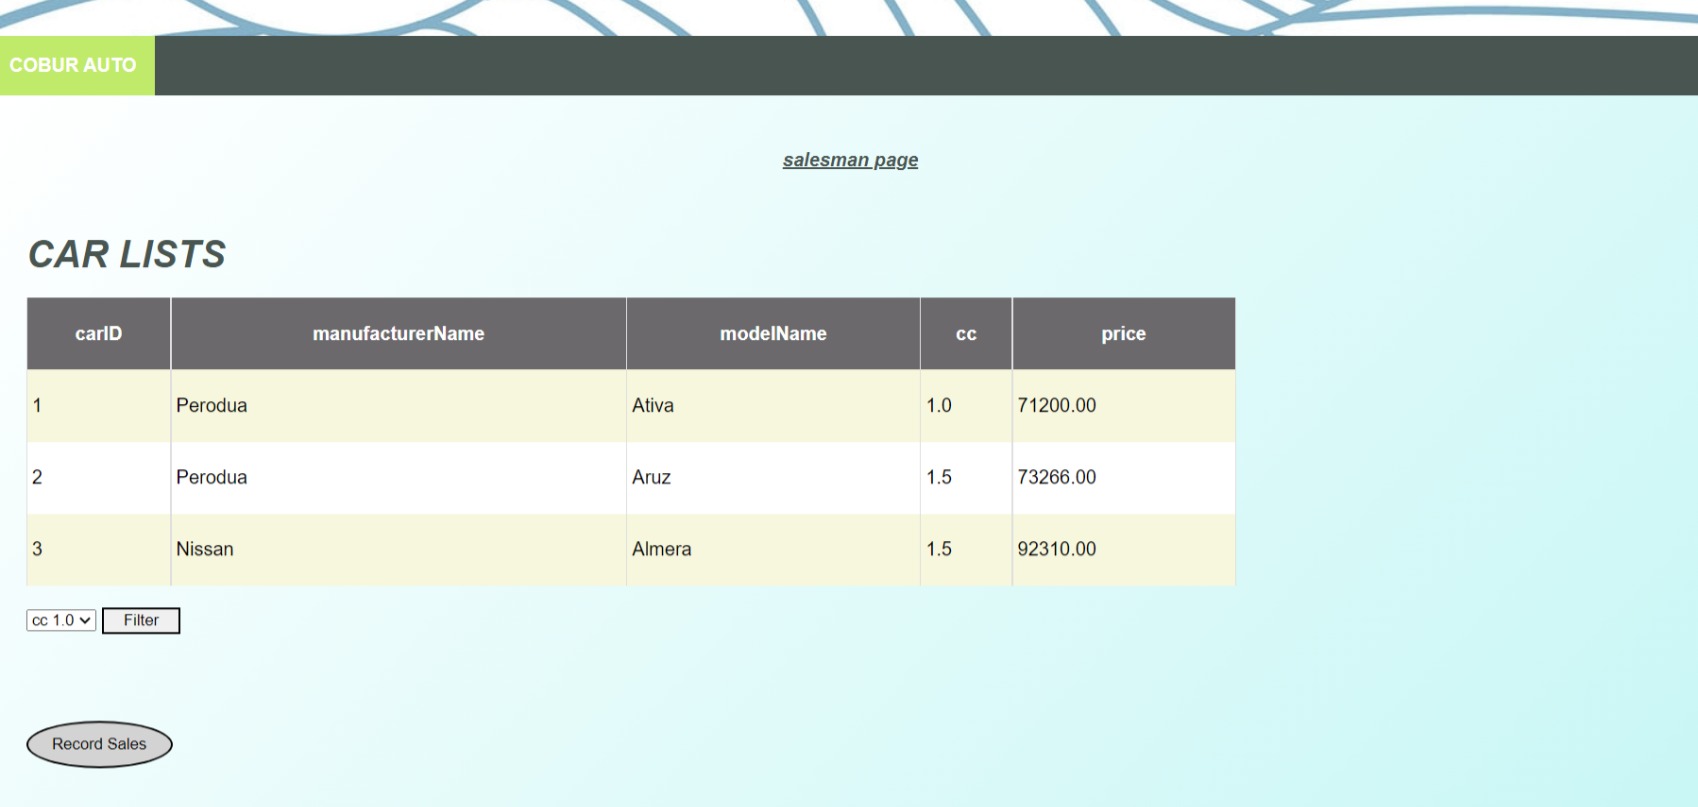 COBUR AUTO
salesman page
CAR LISTS
carID manufacturerName modelName cc price
1 Perodua Ativa 1.0 71200.00
2 Perodua Aruz 1.5 73266.00
3 Nissan Almera 1.5 92310.00
cc 1.0 Filter
Record Sales